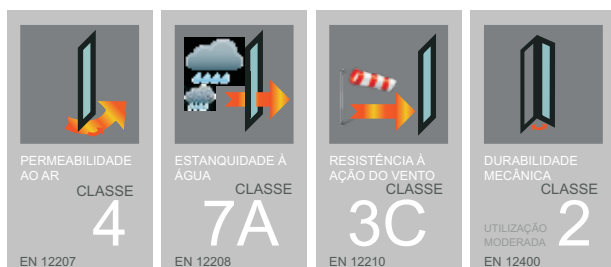 PERMEABILIDADE
AO AR
CLASSE
4
EN 12207
ESTANQUIDADE À
ÁGUA
CLASSE
7A
EN 12208
RESISTÊNCIA À
AÇÃO DO VENTO
CLASSE
3C
EN 12210
DURABILIDADE
MECÂNICA
CLASSE
UTILIZAÇÃO
MODERADA
2
EN 12400